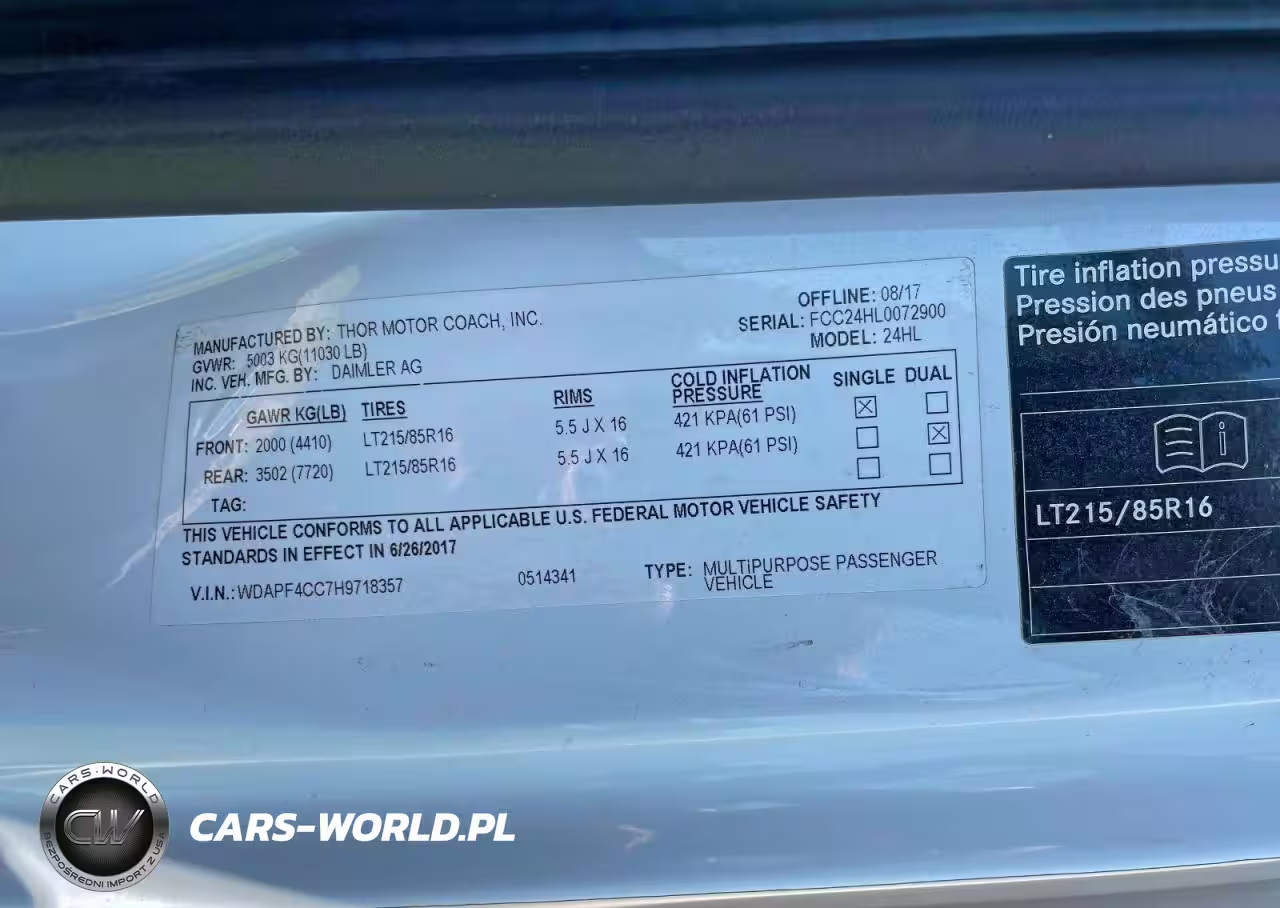 MANUFACTURED BY: THOR MOTOR COACH, INC.
GVWR: 5003 KG(11030 LB)
INC. VEH. MFG. BY: DAIMLER AG
OFFLINE: 08/17
SERIAL: FCC24HL0072900
MODEL: 24HL
GAWR KG(LB) TIRES RIMS COLD INFLATION PRESSURE SINGLE DUAL
FRONT: 2000 (4410) LT215/85R16 5.5 J X 16 421 KPA(61 PSI)
REAR: 3502 (7720) LT215/85R16 5.5 J X 16 421 KPA(61 PSI)
TAG:
THIS VEHICLE CONFORMS TO ALL APPLICABLE U.S. FEDERAL MOTOR VEHICLE SAFETY
STANDARDS IN EFFECT IN 6/26/2017
V.I.N.: WDAPF4CC7H9718357 0514341 TYPE: MULTIPURPOSE PASSENGER
VEHICLE
Tire inflation pressu
Pression des pneus
Presión neumático
LT215/85R16
CARS-WORLD
CW
BEZPOŚREDNI IMPORT Z USA
CARS-WORLD.PL